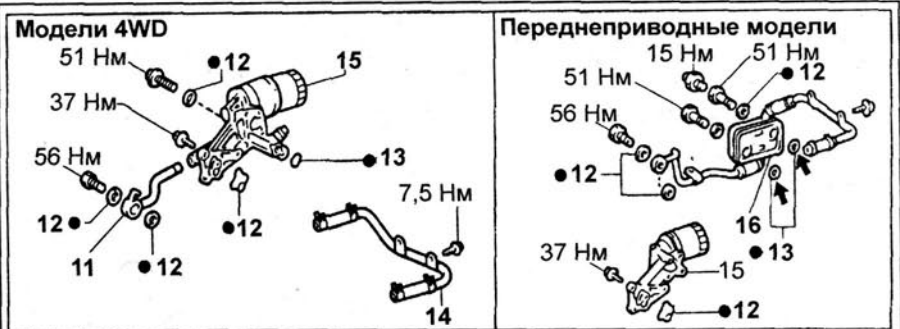 Модели 4WD
51 Нм
●12
15
37 Нм
56 Нм
●13
7,5 Нм
12●
●12
11
●12
14
Переднеприводные модели
15 Нм
51 Нм
51 Нм
●12
56 Нм
●12
16
●13
37 Нм
15
●12